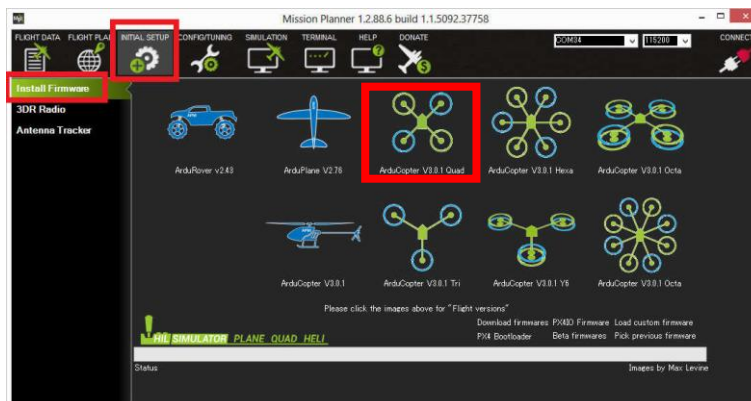 Mission Planner 1.2.88.6 build 1.1.5092.37758
FLIGHT DATA FLIGHT PLAN INITIAL SETUP CONFIG/TUNING SIMULATION TERMINAL HELP DONATE COM34 115200 CONNECT
Install Firmware
3DR Radio
Antenna Tracker
ArduRover v2.43 ArduPlane V2.76 ArduCopter V3.0.1 Quad ArduCopter V3.0.1 Hexa ArduCopter V3.0.1 Octa
ArduCopter V3.0.1 ArduCopter V3.0.1 Tri ArduCopter V3.0.1 Y6 ArduCopter V3.0.1 Octa
Please click the images above for "Flight versions"
Download firmwares PX4IO Firmware Load custom firmware
HIL SIMULATOR PLANE QUAD HELI PX4 Bootloader Beta firmwares Pick previous firmware
Status Images by Max Levine